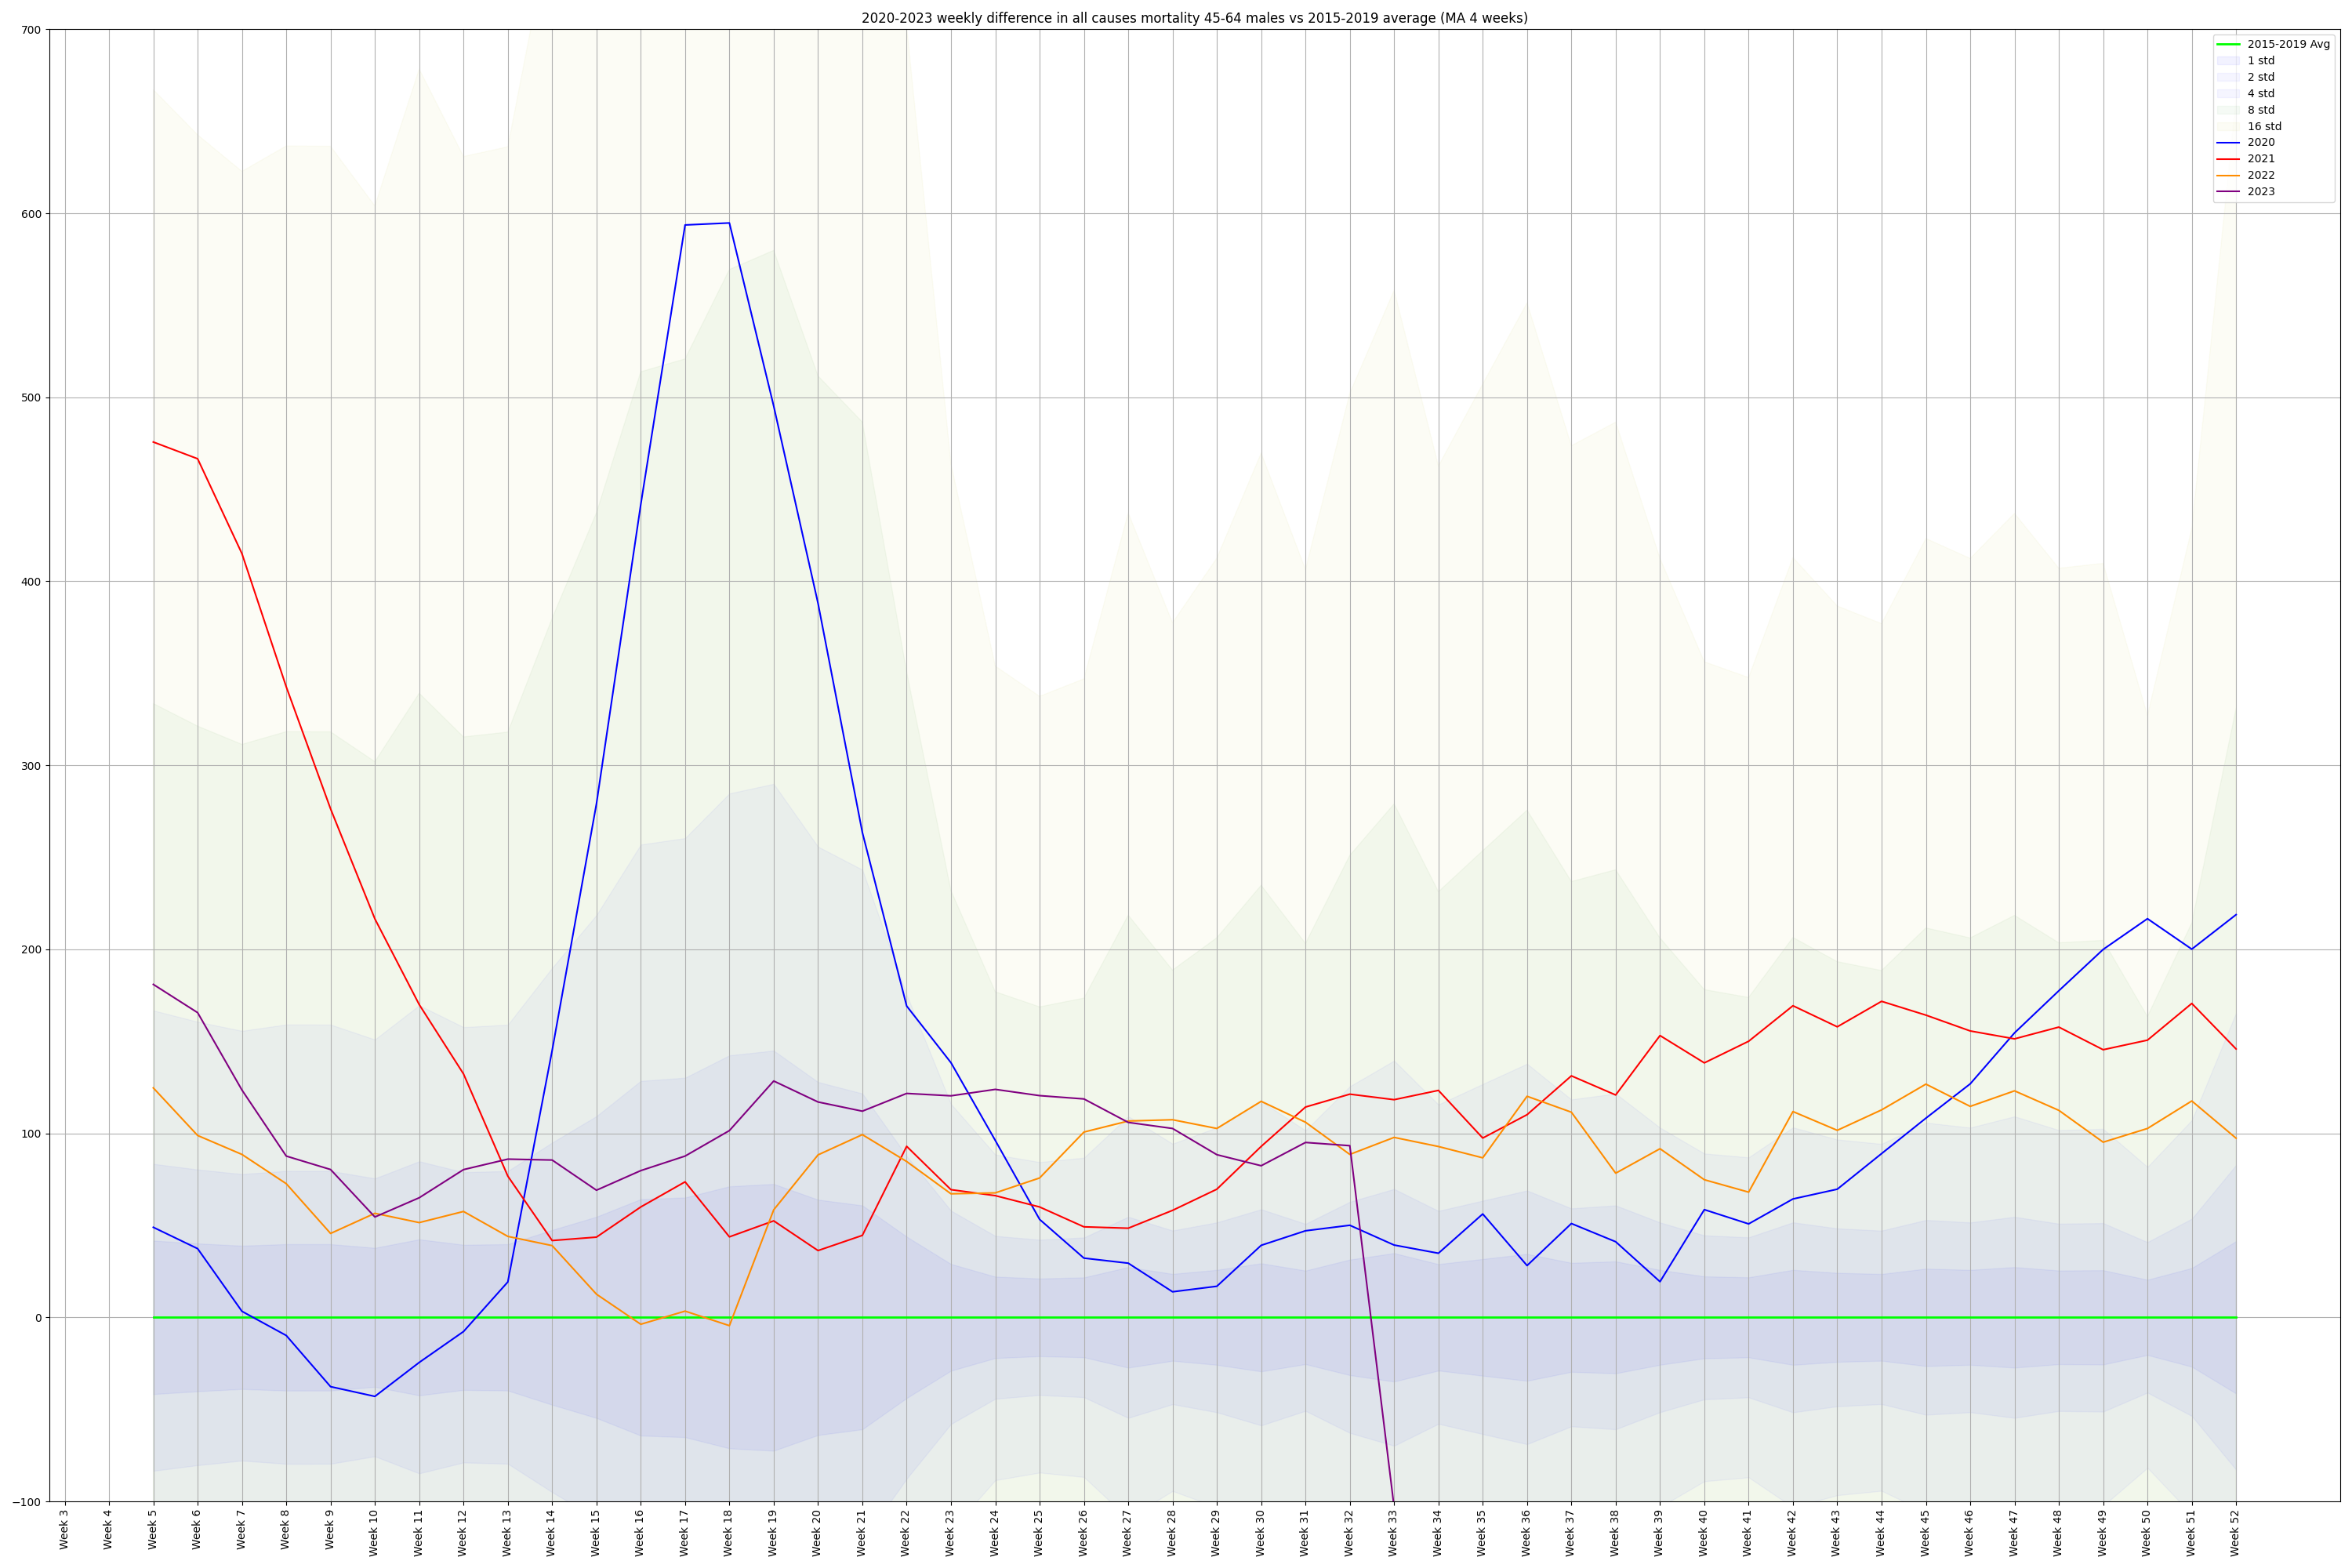 2020-2023 weekly difference in all causes mortality 45-64 males vs 2015-2019 average (MA 4 weeks)
2015-2019 Avg
1 std
2 std
4 std
8 std
16 std
2020
2021
2022
2023
700
600
500
400
300
200
100
0
−100
Week 3
Week 4
Week 5
Week 6
Week 7
Week 8
Week 9
Week 10
Week 11
Week 12
Week 13
Week 14
Week 15
Week 16
Week 17
Week 18
Week 19
Week 20
Week 21
Week 22
Week 23
Week 24
Week 25
Week 26
Week 27
Week 28
Week 29
Week 30
Week 31
Week 32
Week 33
Week 34
Week 35
Week 36
Week 37
Week 38
Week 39
Week 40
Week 41
Week 42
Week 43
Week 44
Week 45
Week 46
Week 47
Week 48
Week 49
Week 50
Week 51
Week 52